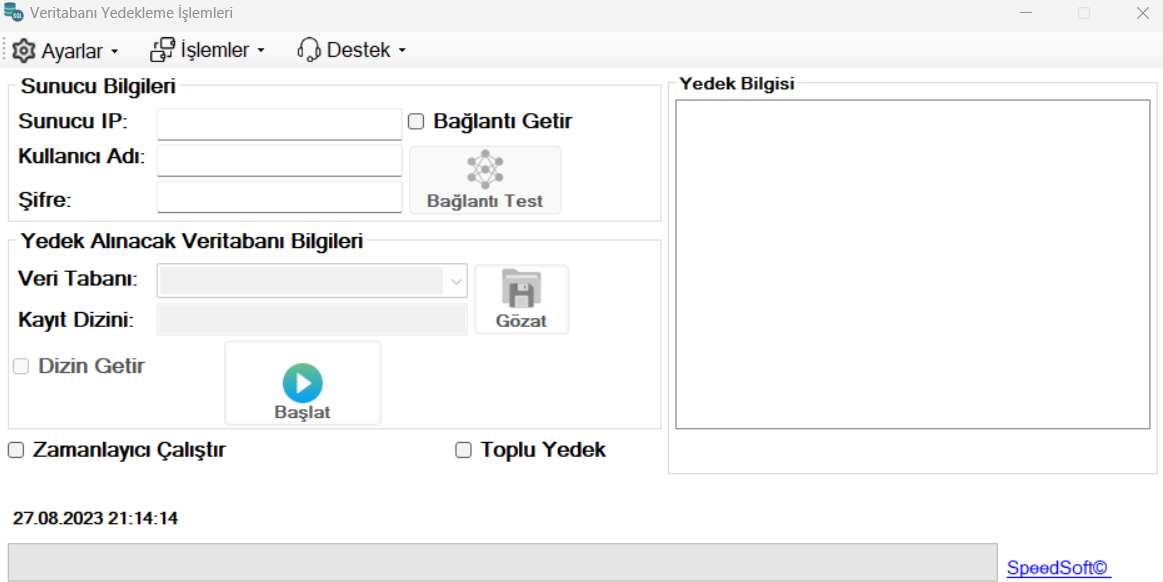 Veritabanı Yedekleme İşlemleri
Ayarlar
İşlemler
Destek
Sunucu Bilgileri
Sunucu IP:
Bağlantı Getir
Kullanıcı Adı:
Şifre:
Bağlantı Test
Yedek Alınacak Veritabanı Bilgileri
Veri Tabanı:
Kayıt Dizini:
Gözat
Dizin Getir
Başlat
Zamanlayıcı Çalıştır
Toplu Yedek
Yedek Bilgisi
27.08.2023 21:14:14
SpeedSoft©